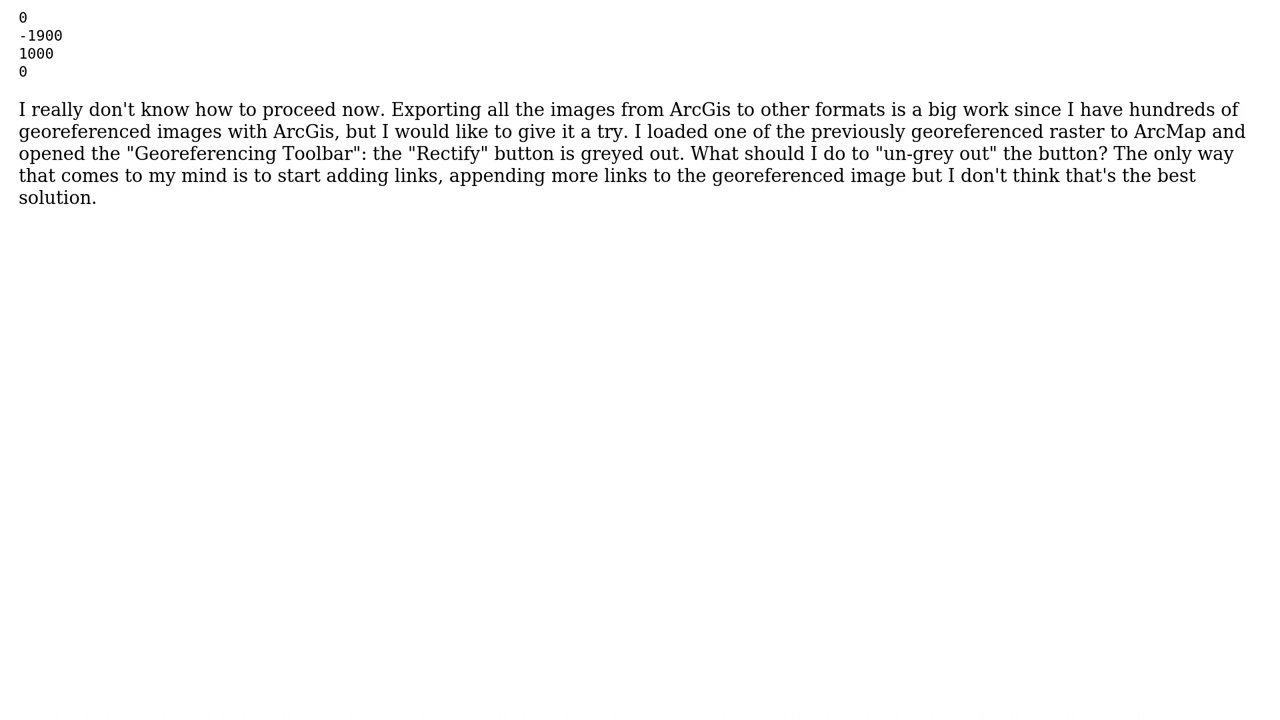 0
-1900
1000
0
I really don't know how to proceed now. Exporting all the images from ArcGis to other formats is a big work since I have hundreds of
georeferenced images with ArcGis, but I would like to give it a try. I loaded one of the previously georeferenced raster to ArcMap and
opened the "Georeferencing Toolbar": the "Rectify" button is greyed out. What should I do to "un-grey out" the button? The only way
that comes to my mind is to start adding links, appending more links to the georeferenced image but I don't think that's the best
solution.